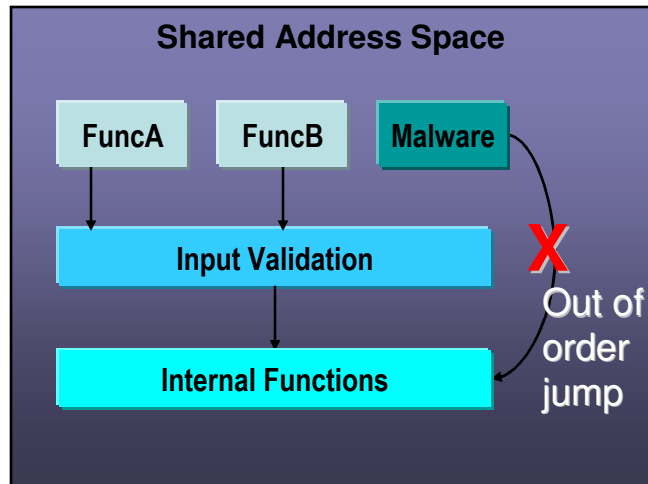 Shared Address Space
FuncA
FuncB
Malware
X
Input Validation
Out of
order
jump
Internal Functions